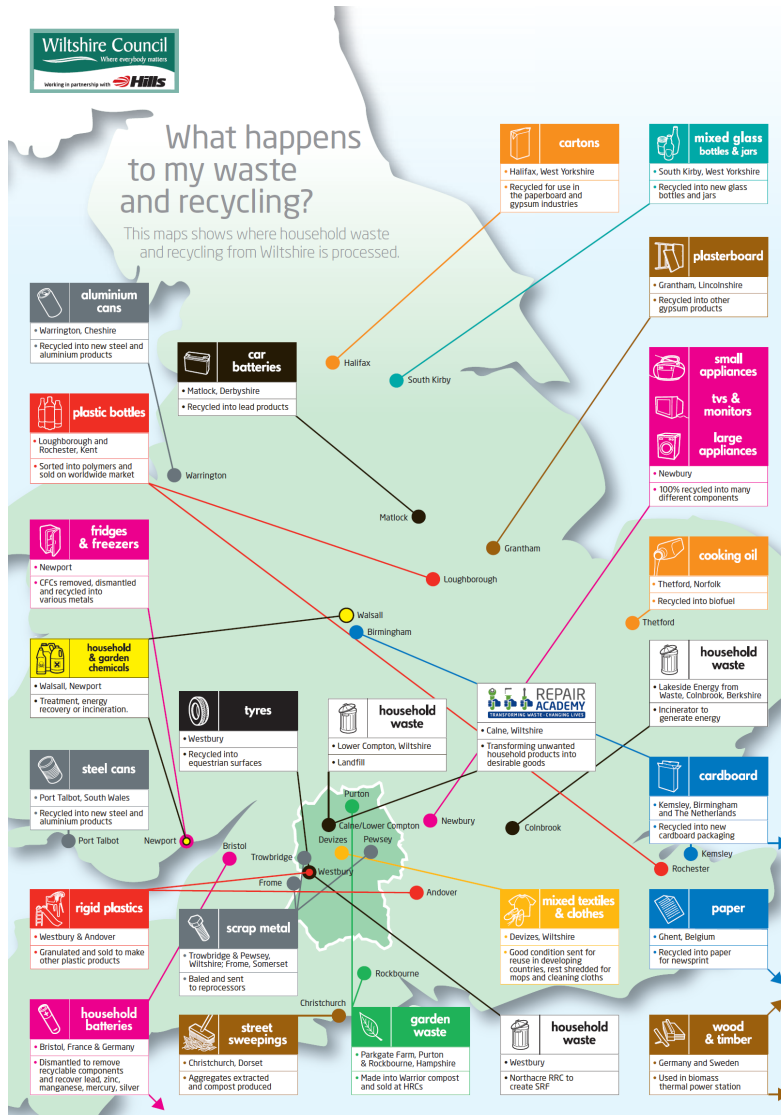 Wiltshire Council
Where everybody matters
Working in partnership with Hills
What happens
to my waste
and recycling?
This maps shows where household waste
and recycling from Wiltshire is processed.
cartons
• Halifax, West Yorkshire
• Recycled for use in
the paperboard and
gypsum industries
mixed glass
bottles & jars
• South Kirby, West Yorkshire
• Recycled into new glass
bottles and jars
plasterboard
• Grantham, Lincolnshire
• Recycled into other
gypsum products
aluminium
cans
• Warrington, Cheshire
• Recycled into new steel and
aluminium products
car
batteries
• Matlock, Derbyshire
• Recycled into lead products
small
appliances
tvs &
monitors
large
appliances
• Newbury
• 100% recycled into many
different components
plastic bottles
• Loughborough and
Rochester, Kent
• Sorted into polymers and
sold on worldwide market
fridges
& freezers
• Newport
• CFCs removed, dismantled
and recycled into
various metals
cooking oil
• Thetford, Norfolk
• Recycled into biofuel
household
& garden
chemicals
• Walsall, Newport
• Treatment, energy
recovery or incineration.
household
waste
• Lakeside Energy from
Waste, Colnbrook, Berkshire
• Incinerator to
generate energy
tyres
• Westbury
• Recycled into
equestrian surfaces
household
waste
• Lower Compton, Wiltshire
• Landfill
REPAIR
ACADEMY
TRANSFORMING WASTE · CHANGING LIVES
• Calne, Wiltshire
• Transforming unwanted
household products into
desirable goods
steel cans
• Port Talbot, South Wales
• Recycled into new steel and
aluminium products
cardboard
• Kemsley, Birmingham
and The Netherlands
• Recycled into new
cardboard packaging
Halifax
South Kirby
Warrington
Matlock
Grantham
Loughborough
Walsall
Birmingham
Thetford
Purton
Calne/Lower Compton
Newbury
Colnbrook
Port Talbot
Newport
Bristol
Devizes
Pewsey
Trowbridge
Westbury
Frome
Kemsley
Rochester
Andover
Rockbourne
Christchurch
rigid plastics
• Westbury & Andover
• Granulated and sold to make
other plastic products
scrap metal
• Trowbridge & Pewsey,
Wiltshire; Frome, Somerset
• Baled and sent
to reprocessors
mixed textiles
& clothes
• Devizes, Wiltshire
• Good condition sent for
reuse in developing
countries, rest shredded for
mops and cleaning cloths
paper
• Ghent, Belgium
• Recycled into paper
for newsprint
household
batteries
• Bristol, France & Germany
• Dismantled to remove
recyclable components
and recover lead, zinc,
manganese, mercury, silver
street
sweepings
• Christchurch, Dorset
• Aggregates extracted
and compost produced
garden
waste
• Parkgate Farm, Purton
& Rockbourne, Hampshire
• Made into Warrior compost
and sold at HRCs
household
waste
• Westbury
• Northacre RRC to
create SRF
wood
& timber
• Germany and Sweden
• Used in biomass
thermal power station